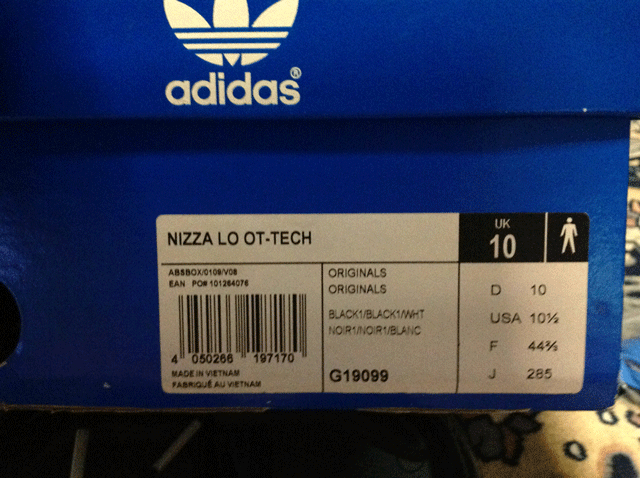 adidas®
NIZZA LO OT-TECH
UK
10
ABSBOX/0109/V08
EAN PO# 101264076
4 050266 197170
MADE IN VIETNAM
FABRIQUÉ AU VIETNAM
ORIGINALS
ORIGINALS
BLACK1/BLACK1/WHT
NOIR1/NOIR1/BLANC
G19099
D 10
USA 10½
F 44⅔
J 285